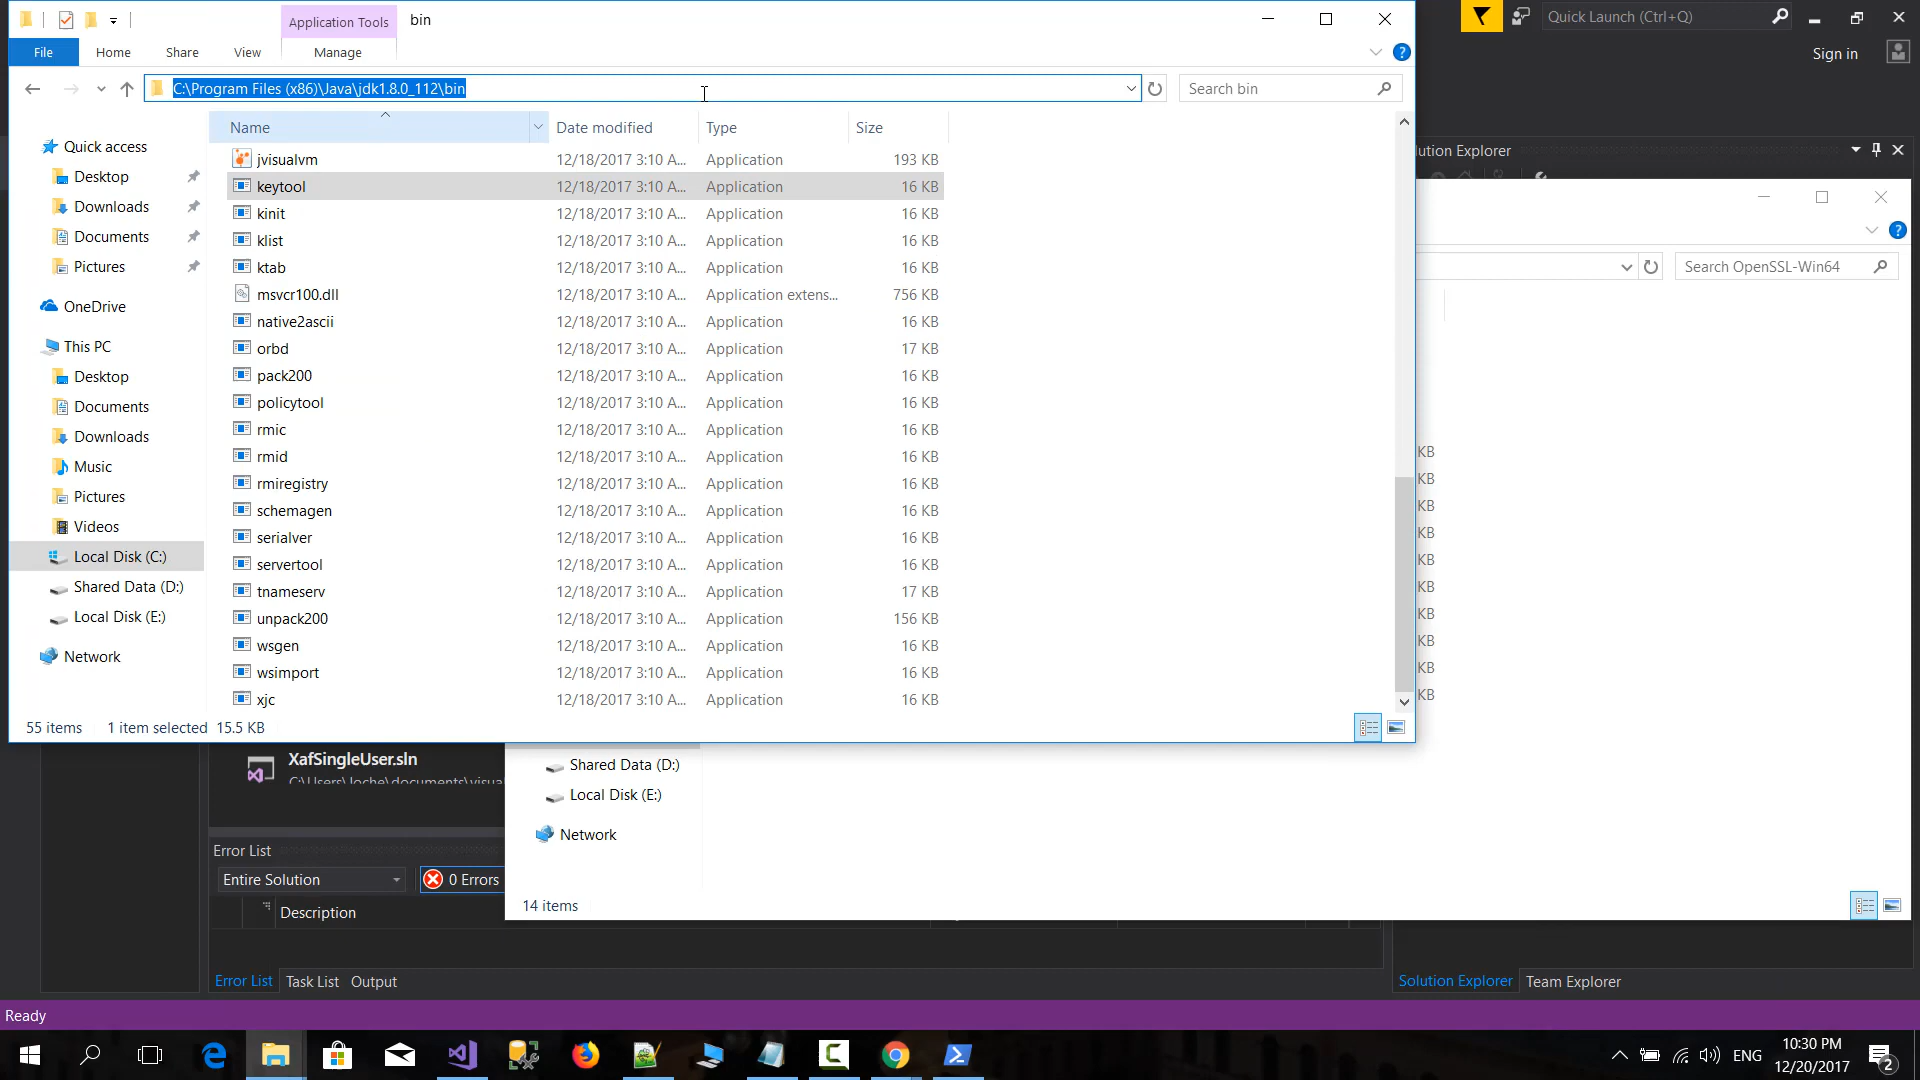 Application Tools
bin
File
Home
Share
View
Manage
C:\Program Files (x86)\Java\jdk1.8.0_112\bin
Search bin
Name
Date modified
Type
Size
Quick access
Desktop
Downloads
Documents
Pictures
OneDrive
This PC
Desktop
Documents
Downloads
Music
Pictures
Videos
Local Disk (C:)
Shared Data (D:)
Local Disk (E:)
Network
jvisualvm 12/18/2017 3:10 A... Application 193 KB
keytool 12/18/2017 3:10 A... Application 16 KB
kinit 12/18/2017 3:10 A... Application 16 KB
klist 12/18/2017 3:10 A... Application 16 KB
ktab 12/18/2017 3:10 A... Application 16 KB
msvcr100.dll 12/18/2017 3:10 A... Application extens... 756 KB
native2ascii 12/18/2017 3:10 A... Application 16 KB
orbd 12/18/2017 3:10 A... Application 17 KB
pack200 12/18/2017 3:10 A... Application 16 KB
policytool 12/18/2017 3:10 A... Application 16 KB
rmic 12/18/2017 3:10 A... Application 16 KB
rmid 12/18/2017 3:10 A... Application 16 KB
rmiregistry 12/18/2017 3:10 A... Application 16 KB
schemagen 12/18/2017 3:10 A... Application 16 KB
serialver 12/18/2017 3:10 A... Application 16 KB
servertool 12/18/2017 3:10 A... Application 16 KB
tnameserv 12/18/2017 3:10 A... Application 17 KB
unpack200 12/18/2017 3:10 A... Application 156 KB
wsgen 12/18/2017 3:10 A... Application 16 KB
wsimport 12/18/2017 3:10 A... Application 16 KB
xjc 12/18/2017 3:10 A... Application 16 KB
55 items 1 item selected 15.5 KB
Quick Launch (Ctrl+Q)
Sign in
lution Explorer
Search OpenSSL-Win64
KB
KB
KB
KB
KB
KB
KB
KB
KB
KB
Shared Data (D:)
Local Disk (E:)
Network
14 items
XafSingleUser.sln
Error List
Entire Solution
0 Errors
Description
Error List Task List Output
Solution Explorer Team Explorer
Ready
ENG
10:30 PM
12/20/2017
2